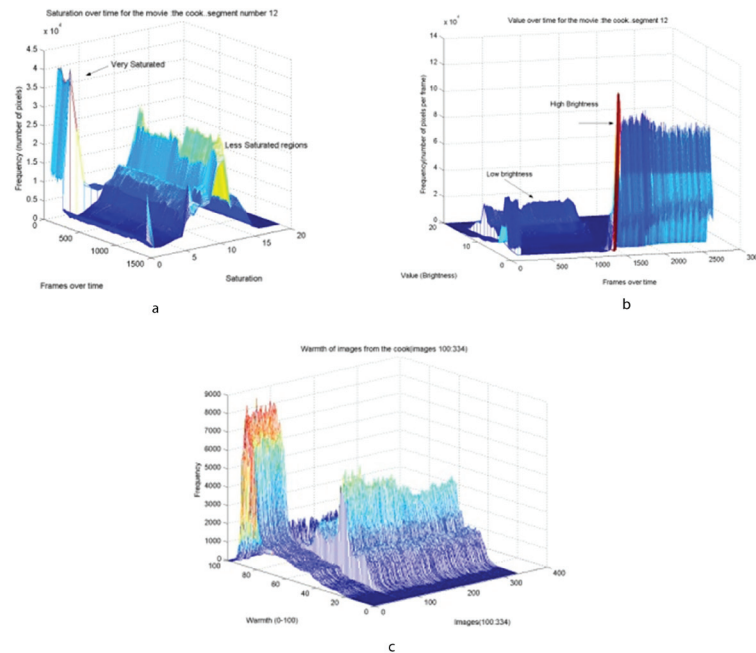 Saturation over time for the movie :the cook..segment number 12
x 10⁴
4.5
4
3.5
3
2.5
2
1.5
1
0.5
0
Frequency (number of pixels)
Very Saturated
Less Saturated regions
0
500
1000
1500
Frames over time
0
5
10
15
20
Saturation
a
Value over time for the movie :the cook..segment 12
x 10⁴
14
12
10
8
6
4
2
0
Frequency(number of pixels per frame)
High Brightness
Low brightness
20
10
0
Value (Brightness)
0
500
1000
1500
2000
2500
300
Frames over time
b
Warmth of images from the cook(images 100:334)
9000
8000
7000
6000
5000
4000
3000
2000
1000
0
Frequency
100
80
60
40
20
0
Warmth (0-100)
0
100
200
300
400
Images(100:334)
c